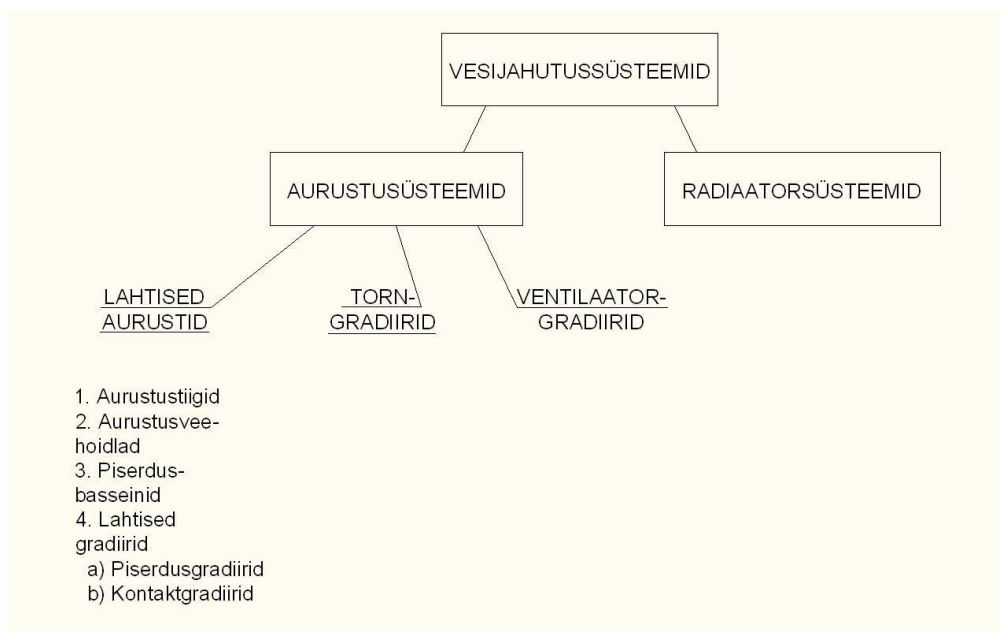 VESIJAHUTUSSÜSTEEMID
AURUSTUSÜSTEEMID
RADIAATORSÜSTEEMID
LAHTISED
AURUSTID
TORN-
GRADIIRID
VENTILAATOR-
GRADIIRID
1. Aurustustiigid
2. Aurustusvee-
hoidlad
3. Piserdus-
basseinid
4. Lahtised
gradiirid
a) Piserdusgradiirid
b) Kontaktgradiirid